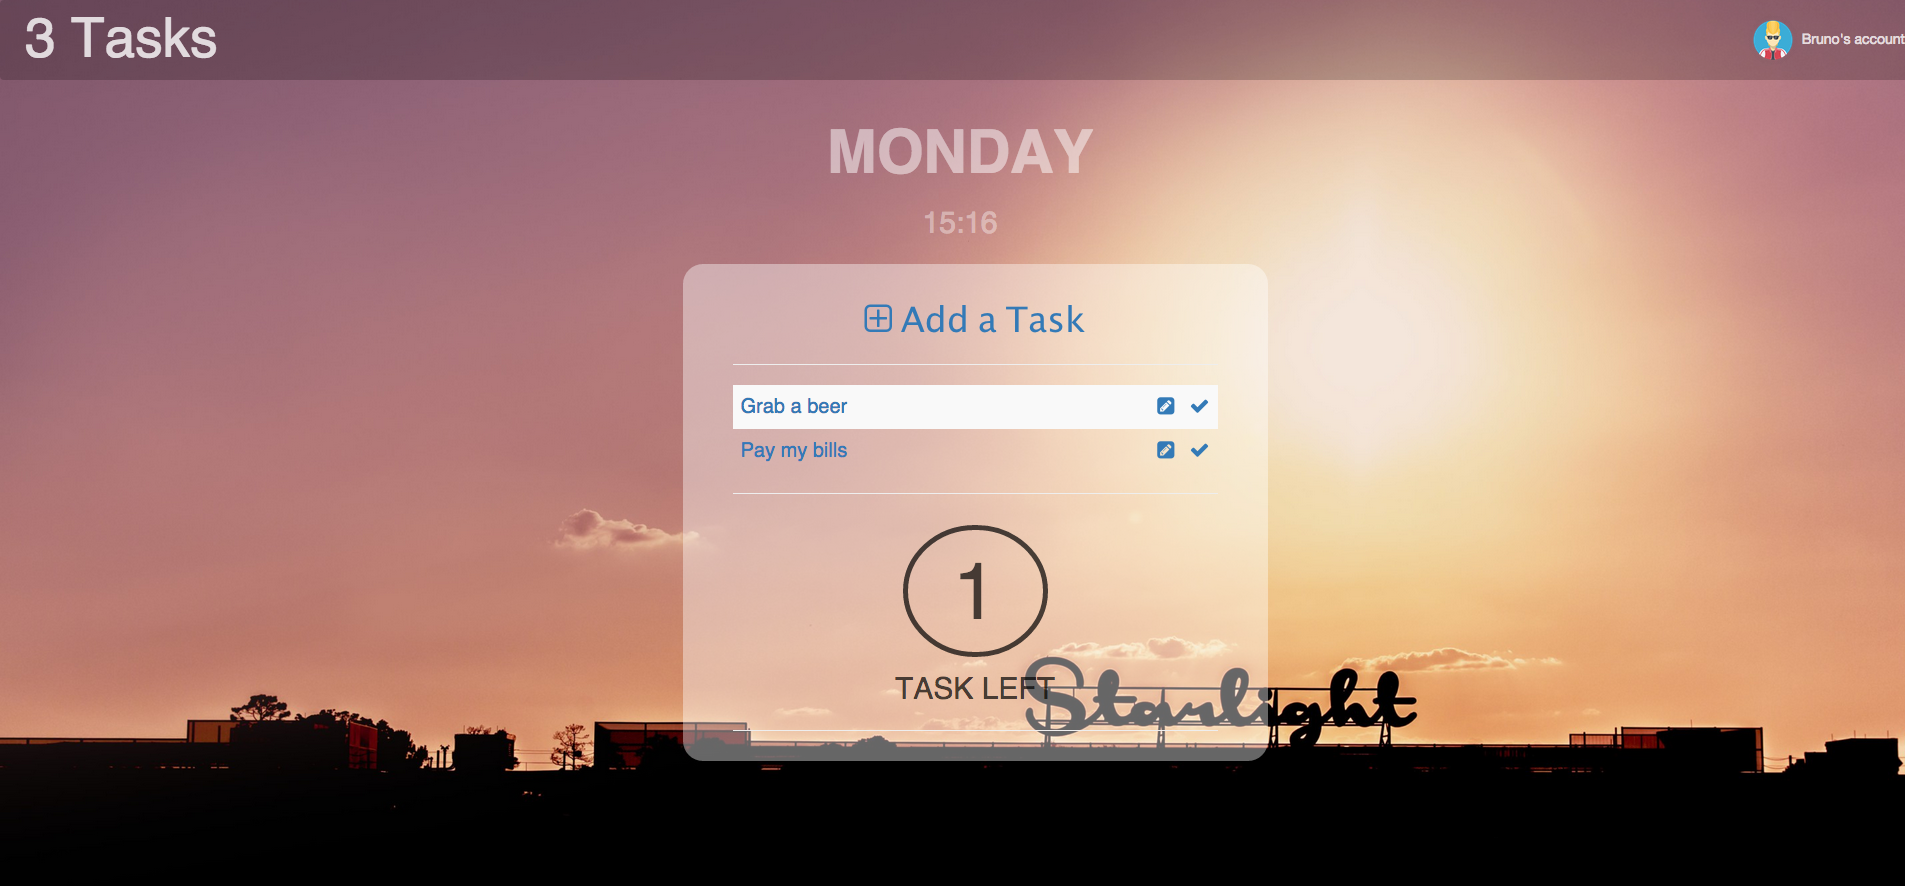 3 Tasks
Bruno's account
MONDAY
15:16
Add a Task
Grab a beer
Pay my bills
1
TASK LEFT
Starlight